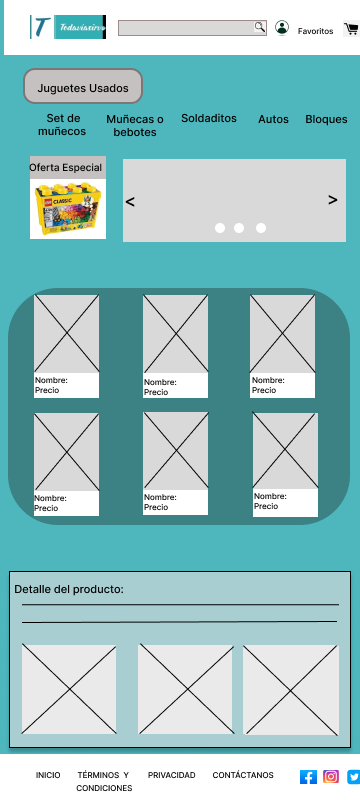 T Todaviasirve
Favoritos
Juguetes Usados
Set de
muñecos
Muñecas o
bebotes
Soldaditos
Autos
Bloques
Oferta Especial
LEGO CLASSIC
<
>
Nombre:
Precio
Nombre:
Precio
Nombre:
Precio
Nombre:
Precio
Nombre:
Precio
Nombre:
Precio
Detalle del producto:
INICIO
TÉRMINOS Y
CONDICIONES
PRIVACIDAD
CONTÁCTANOS